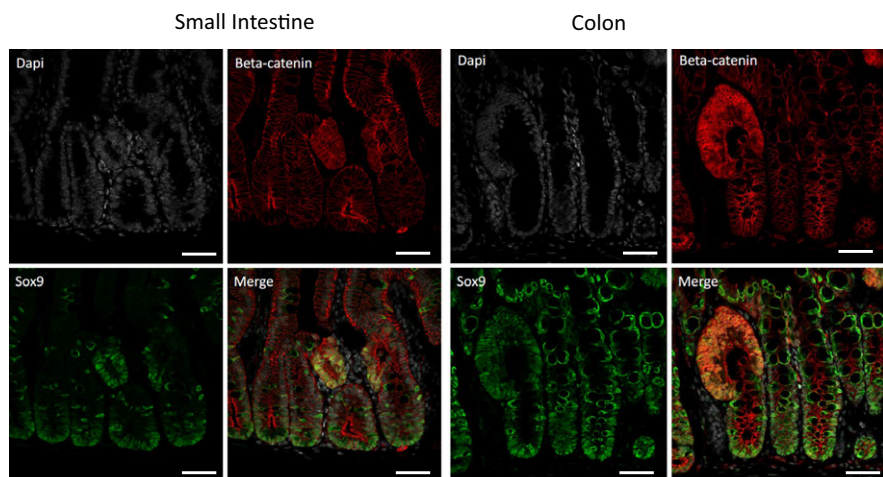 Small Intestine
Colon
Dapi
Beta-catenin
Dapi
Beta-catenin
Sox9
Merge
Sox9
Merge